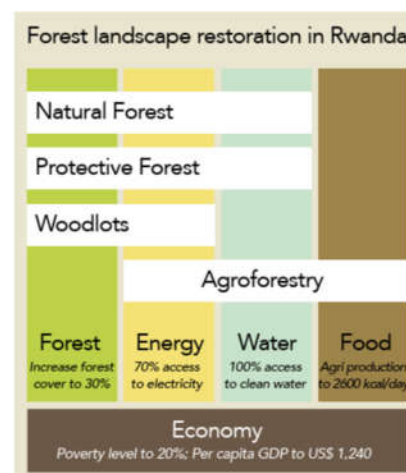 Forest landscape restoration in Rwanda
Natural Forest
Protective Forest
Woodlots
Agroforestry
Forest
Increase forest
cover to 30%
Energy
70% access
to electricity
Water
100% access
to clean water
Food
Agri production
to 2600 kcal/day
Economy
Poverty level to 20%; Per capita GDP to US$ 1,240